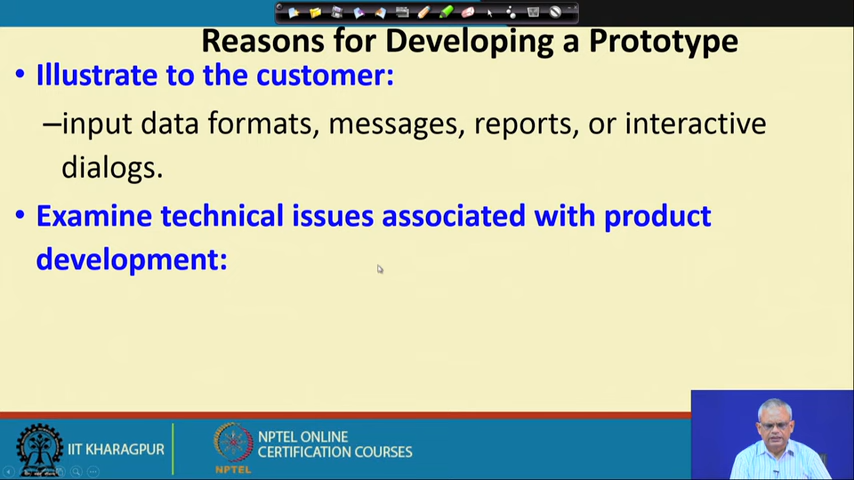 Reasons for Developing a Prototype
• Illustrate to the customer:
–input data formats, messages, reports, or interactive
dialogs.
• Examine technical issues associated with product
development:
IIT KHARAGPUR
NPTEL
NPTEL ONLINE
CERTIFICATION COURSES